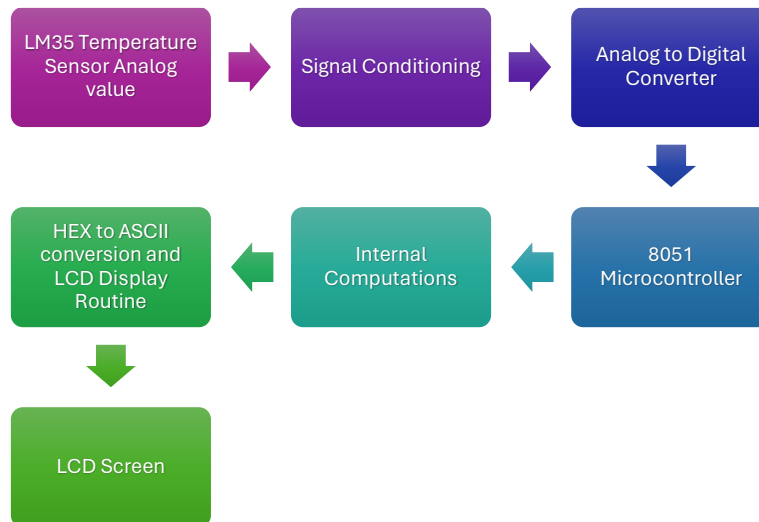 LM35 Temperature
Sensor Analog
value
Signal Conditioning
Analog to Digital
Converter
HEX to ASCII
conversion and
LCD Display
Routine
Internal
Computations
8051
Microcontroller
LCD Screen